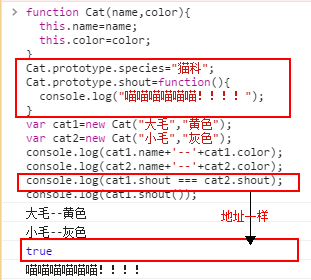 > function Cat(name,color){
this.name=name;
this.color=color;
}
Cat.prototype.species="猫科";
Cat.prototype.shout=function(){
console.log("喵喵喵喵喵喵！！！！");
}
var cat1=new Cat("大毛","黄色");
var cat2=new Cat("小毛","灰色");
console.log(cat1.name+'--'+cat1.color);
console.log(cat2.name+'--'+cat2.color);
console.log(cat1.shout === cat2.shout);
console.log(cat1.shout());
大毛--黄色
地址一样
小毛--灰色
true
喵喵喵喵喵喵！！！！